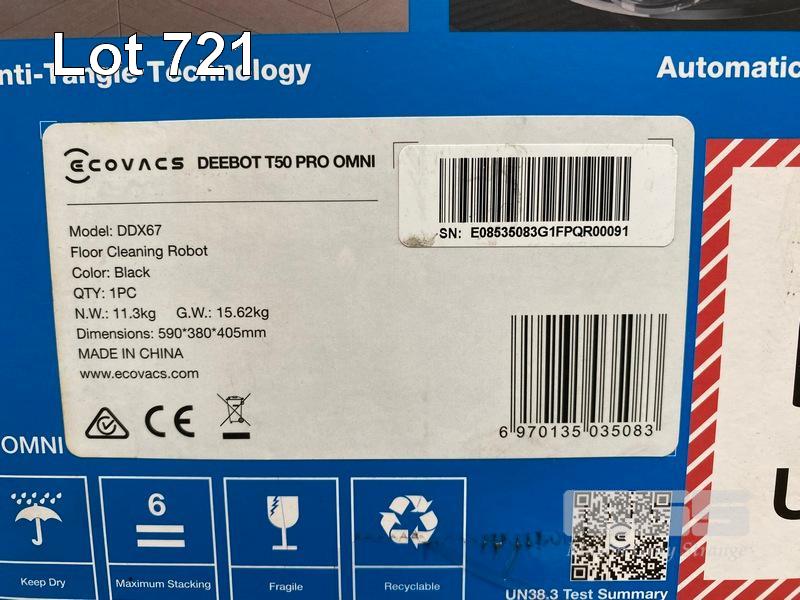 Lot 721
nti-Tangle Technology
Automatic
ECOVACS DEEBOT T50 PRO OMNI
SN: E08535083G1FPQR00091
Model: DDX67
Floor Cleaning Robot
Color: Black
QTY: 1PC
N.W.: 11.3kg G.W.: 15.62kg
Dimensions: 590*380*405mm
MADE IN CHINA
www.ecovacs.com
CE
6 970135 035083
OMNI
6
Keep Dry
Maximum Stacking
Fragile
Recyclable
UN38.3 Test Summary
U